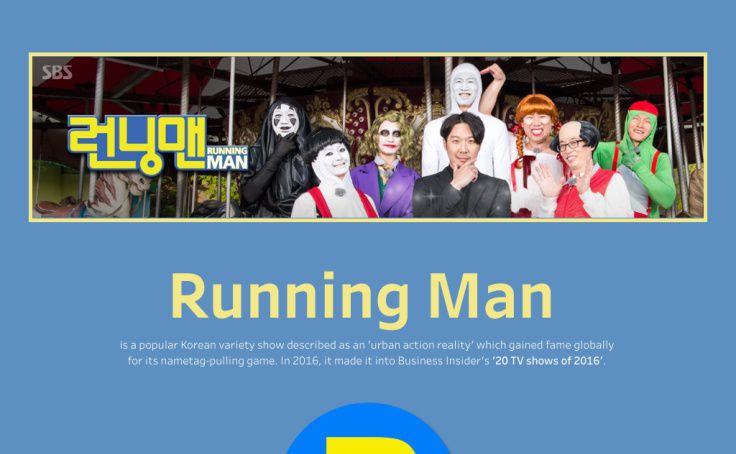 SBS
런닝맨
RUNNING
MAN
Running Man
is a popular Korean variety show described as an ‘urban action reality’ which gained fame globally
for its nametag-pulling game. In 2016, it made it into Business Insider’s ‘20 TV shows of 2016’.